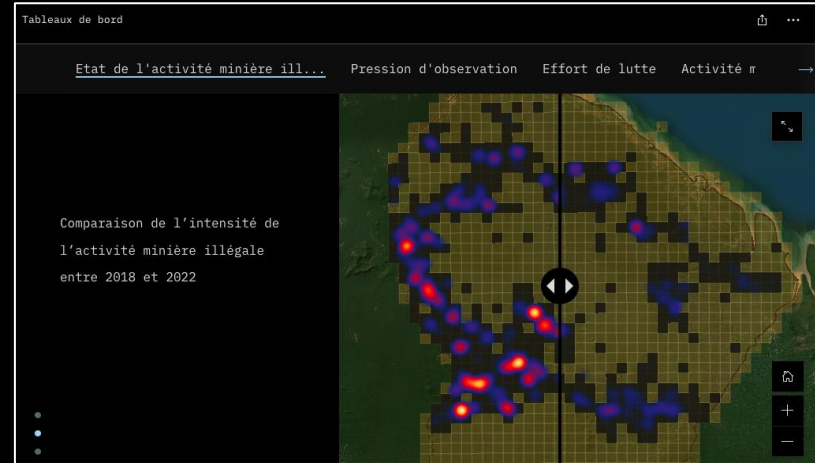 Tableaux de bord
Etat de l'activité minière ill... Pression d'observation Effort de lutte Activité m
Comparaison de l’intensité de
l’activité minière illégale
entre 2018 et 2022